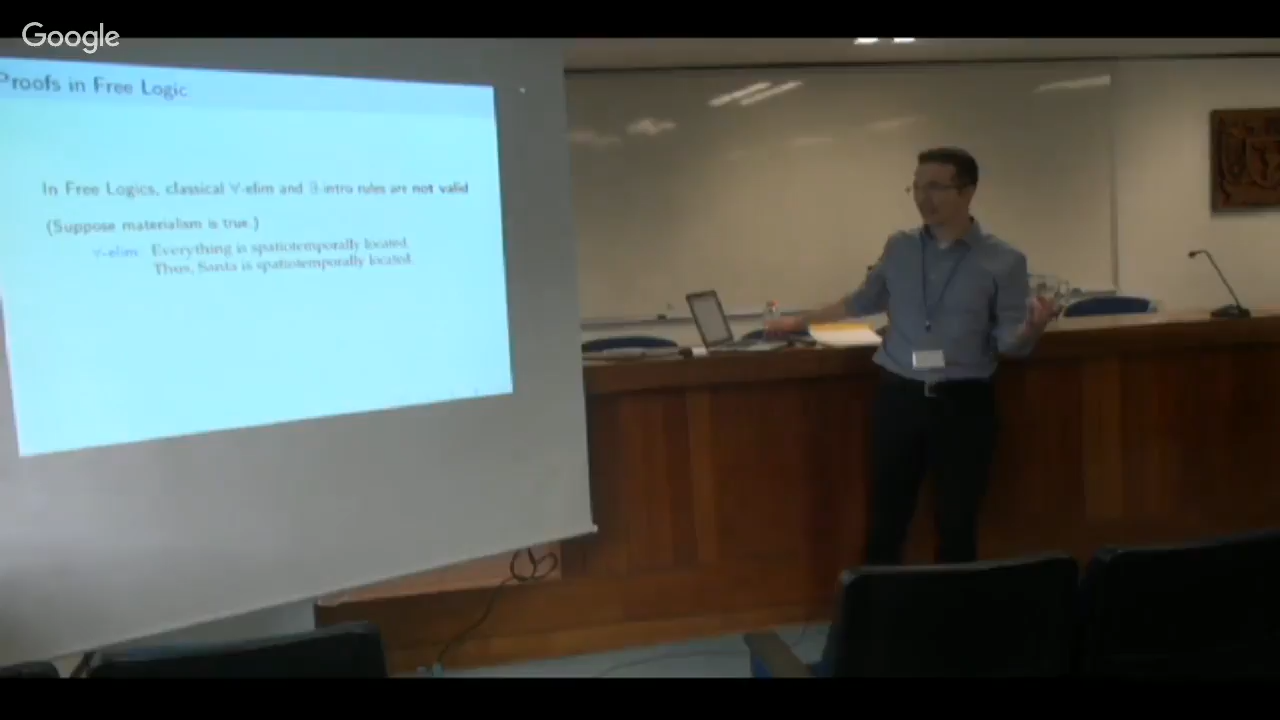 Google
Proofs in Free Logic
In Free Logics, classical ∀-elim and ∃-intro rules are not valid
(Suppose materialism is true.)
∀-elim Everything is spatiotemporally located.
Thus, Santa is spatiotemporally located.